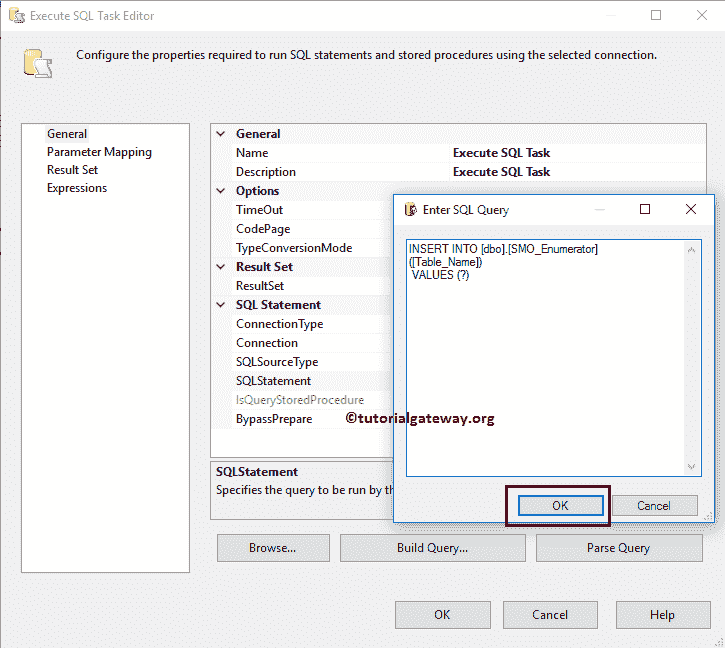 Execute SQL Task Editor
Configure the properties required to run SQL statements and stored procedures using the selected connection.
General
Parameter Mapping
Result Set
Expressions
General
Name Execute SQL Task
Description Execute SQL Task
Options
TimeOut
CodePage
TypeConversionMode
Result Set
ResultSet
SQL Statement
ConnectionType
Connection
SQLSourceType
SQLStatement
IsQueryStoredProcedure
BypassPrepare
©tutorialgateway.org
SQLStatement
Specifies the query to be run by th
Enter SQL Query
INSERT INTO [dbo].[SMO_Enumerator]
([Table_Name])
VALUES (?)
OK Cancel
Browse... Build Query... Parse Query
OK Cancel Help